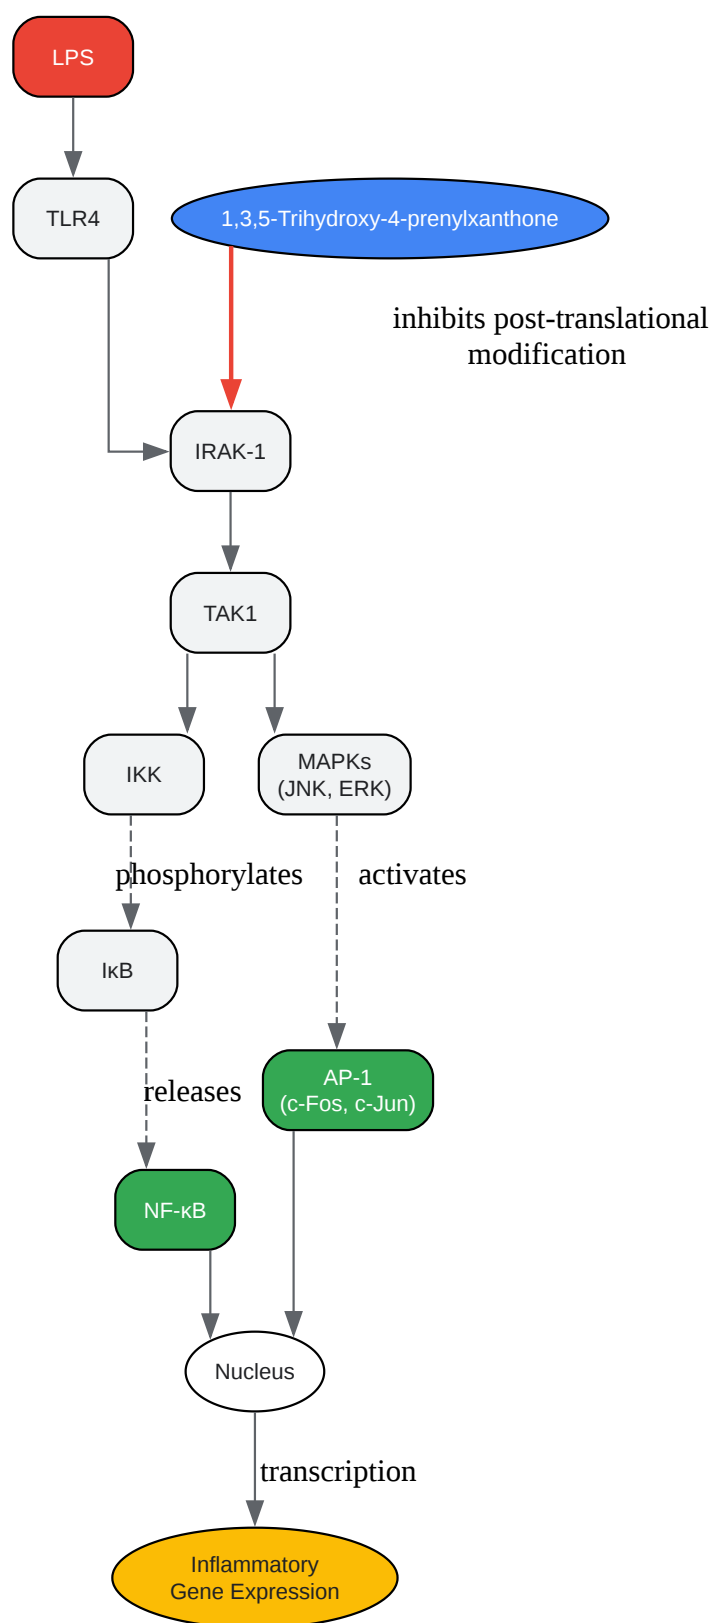 LPS
TLR4
1,3,5-Trihydroxy-4-prenylxanthone
inhibits post-translational
modification
IRAK-1
TAK1
IKK
MAPKs
(JNK, ERK)
phosphorylates
activates
IκB
releases
AP-1
(c-Fos, c-Jun)
NF-κB
Nucleus
transcription
Inflammatory
Gene Expression